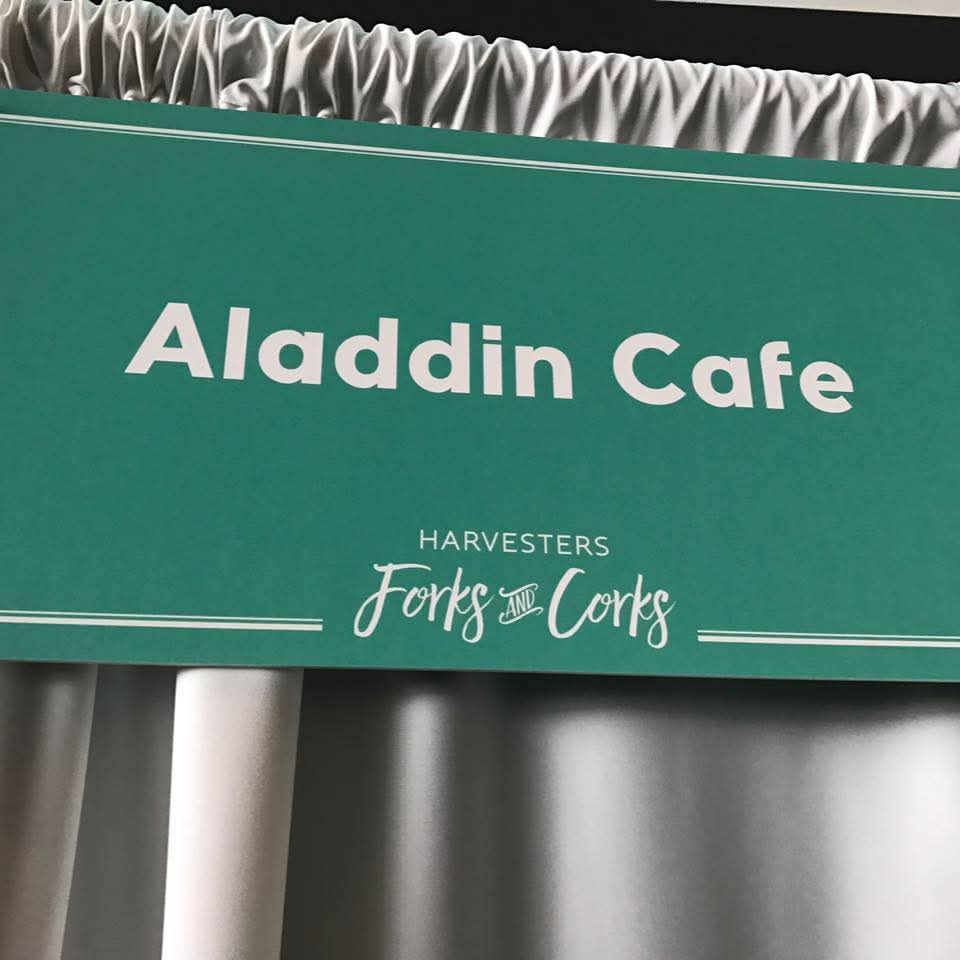 Aladdin Cafe
HARVESTERS
Forks AND Corks